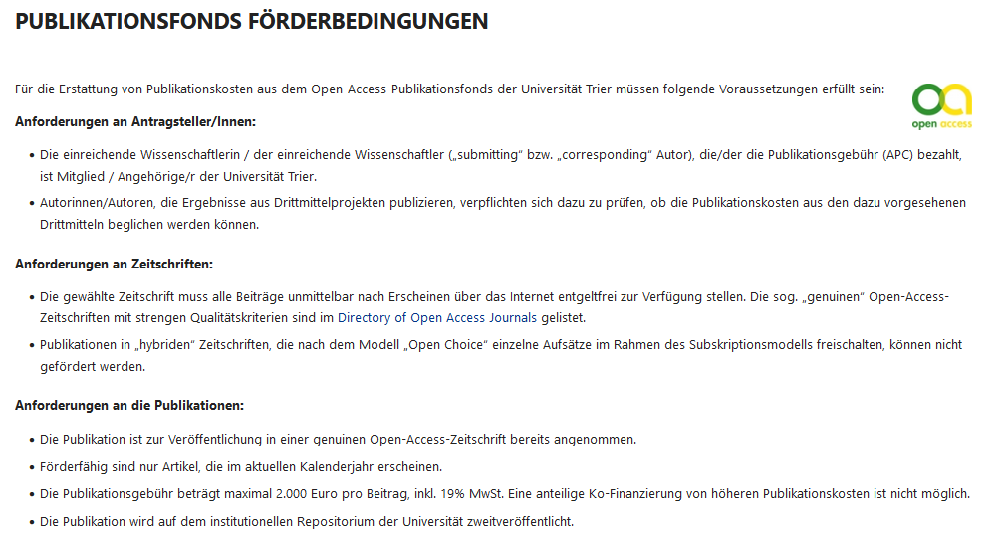 PUBLIKATIONSFONDS FÖRDERBEDINGUNGEN
Für die Erstattung von Publikationskosten aus dem Open-Access-Publikationsfonds der Universität Trier müssen folgende Voraussetzungen erfüllt sein:
open access
Anforderungen an Antragsteller/Innen:
• Die einreichende Wissenschaftlerin / der einreichende Wissenschaftler („submitting“ bzw. „corresponding“ Autor), die/der die Publikationsgebühr (APC) bezahlt,
ist Mitglied / Angehörige/r der Universität Trier.
• Autorinnen/Autoren, die Ergebnisse aus Drittmittelprojekten publizieren, verpflichten sich dazu zu prüfen, ob die Publikationskosten aus den dazu vorgesehenen
Drittmitteln beglichen werden können.
Anforderungen an Zeitschriften:
• Die gewählte Zeitschrift muss alle Beiträge unmittelbar nach Erscheinen über das Internet entgeltfrei zur Verfügung stellen. Die sog. „genuinen“ Open-Access-
Zeitschriften mit strengen Qualitätskriterien sind im Directory of Open Access Journals gelistet.
• Publikationen in „hybriden“ Zeitschriften, die nach dem Modell „Open Choice“ einzelne Aufsätze im Rahmen des Subskriptionsmodells freischalten, können nicht
gefördert werden.
Anforderungen an die Publikationen:
• Die Publikation ist zur Veröffentlichung in einer genuinen Open-Access-Zeitschrift bereits angenommen.
• Förderfähig sind nur Artikel, die im aktuellen Kalenderjahr erscheinen.
• Die Publikationsgebühr beträgt maximal 2.000 Euro pro Beitrag, inkl. 19% MwSt. Eine anteilige Ko-Finanzierung von höheren Publikationskosten ist nicht möglich.
• Die Publikation wird auf dem institutionellen Repositorium der Universität zweitveröffentlicht.